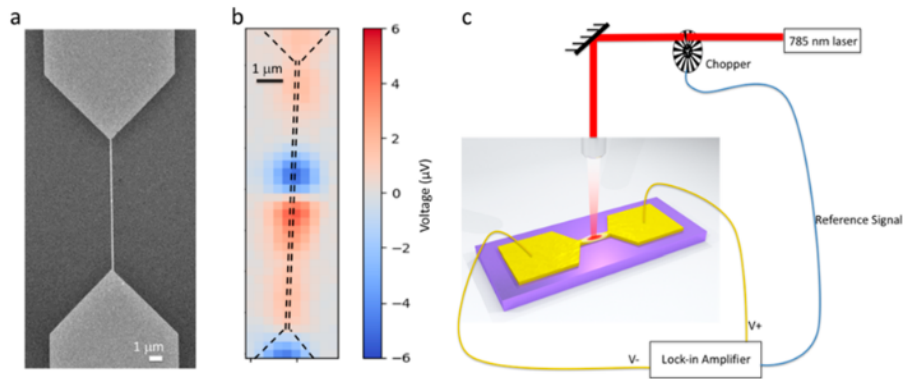 a
1 μm
b
1 μm
6
4
2
0
−2
−4
−6
Voltage (μV)
c
785 nm laser
Chopper
Reference Signal
V+
V-
Lock-in Amplifier